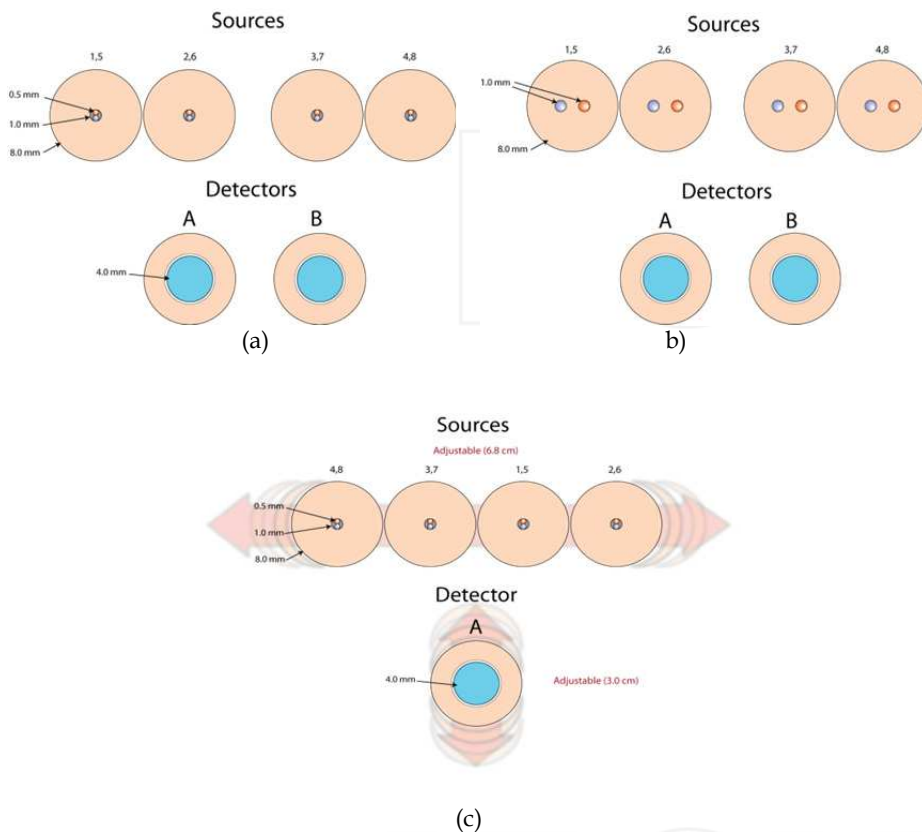 Sources
1,5 2,6 3,7 4,8
0.5 mm
1.0 mm
8.0 mm
Detectors
A B
4.0 mm
(a)
Sources
1,5 2,6 3,7 4,8
1.0 mm
8.0 mm
Detectors
A B
b)
Sources
Adjustable (6.8 cm)
4,8 3,7 1,5 2,6
0.5 mm
1.0 mm
8.0 mm
Detector
A
4.0 mm
Adjustable (3.0 cm)
(c)